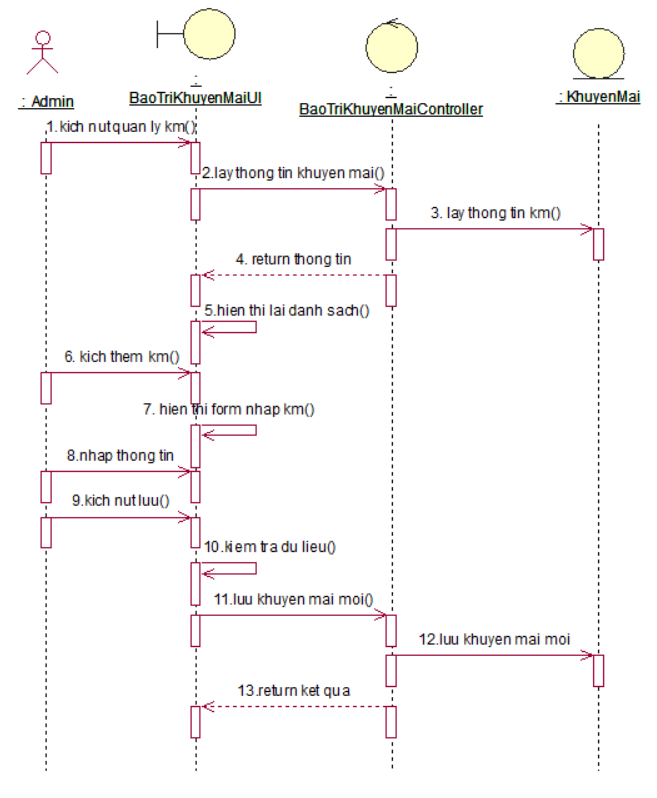 : Admin
:
BaoTriKhuyenMaiUI
:
BaoTriKhuyenMaiController
: KhuyenMai
1.kich nut quan ly km()
2.lay thong tin khuyen mai()
3. lay thong tin km()
4. return thong tin
5.hien thi lai danh sach()
6. kich them km()
7. hien thi form nhap km()
8.nhap thong tin
9.kich nut luu()
10.kiem tra du lieu()
11.luu khuyen mai moi()
12.luu khuyen mai moi
13.return ket qua